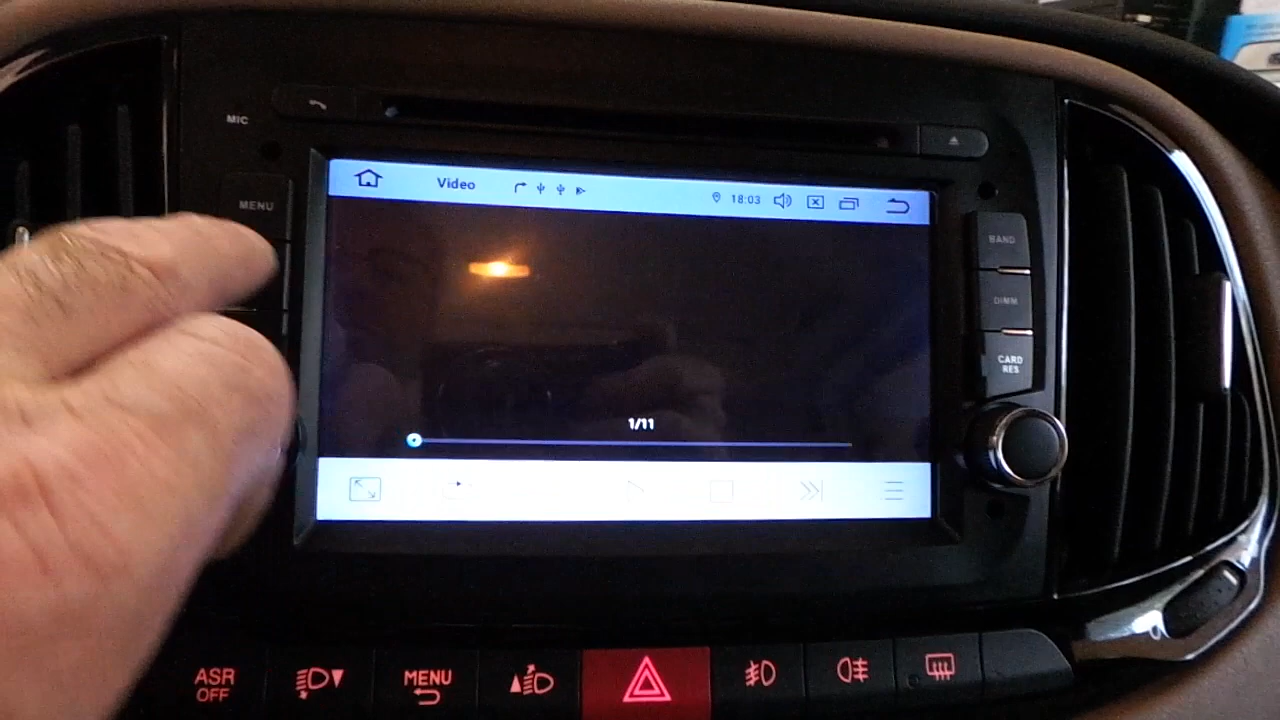 MIC
MENU
Video
18:03
BAND
DIMM
CARD
RES
1/11
ASR
OFF
MENU